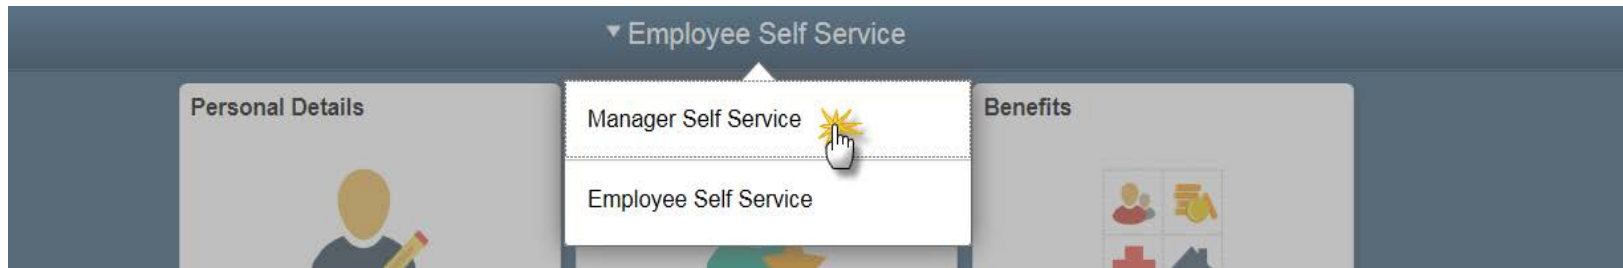 Employee Self Service
Personal Details
Manager Self Service
Benefits
Employee Self Service